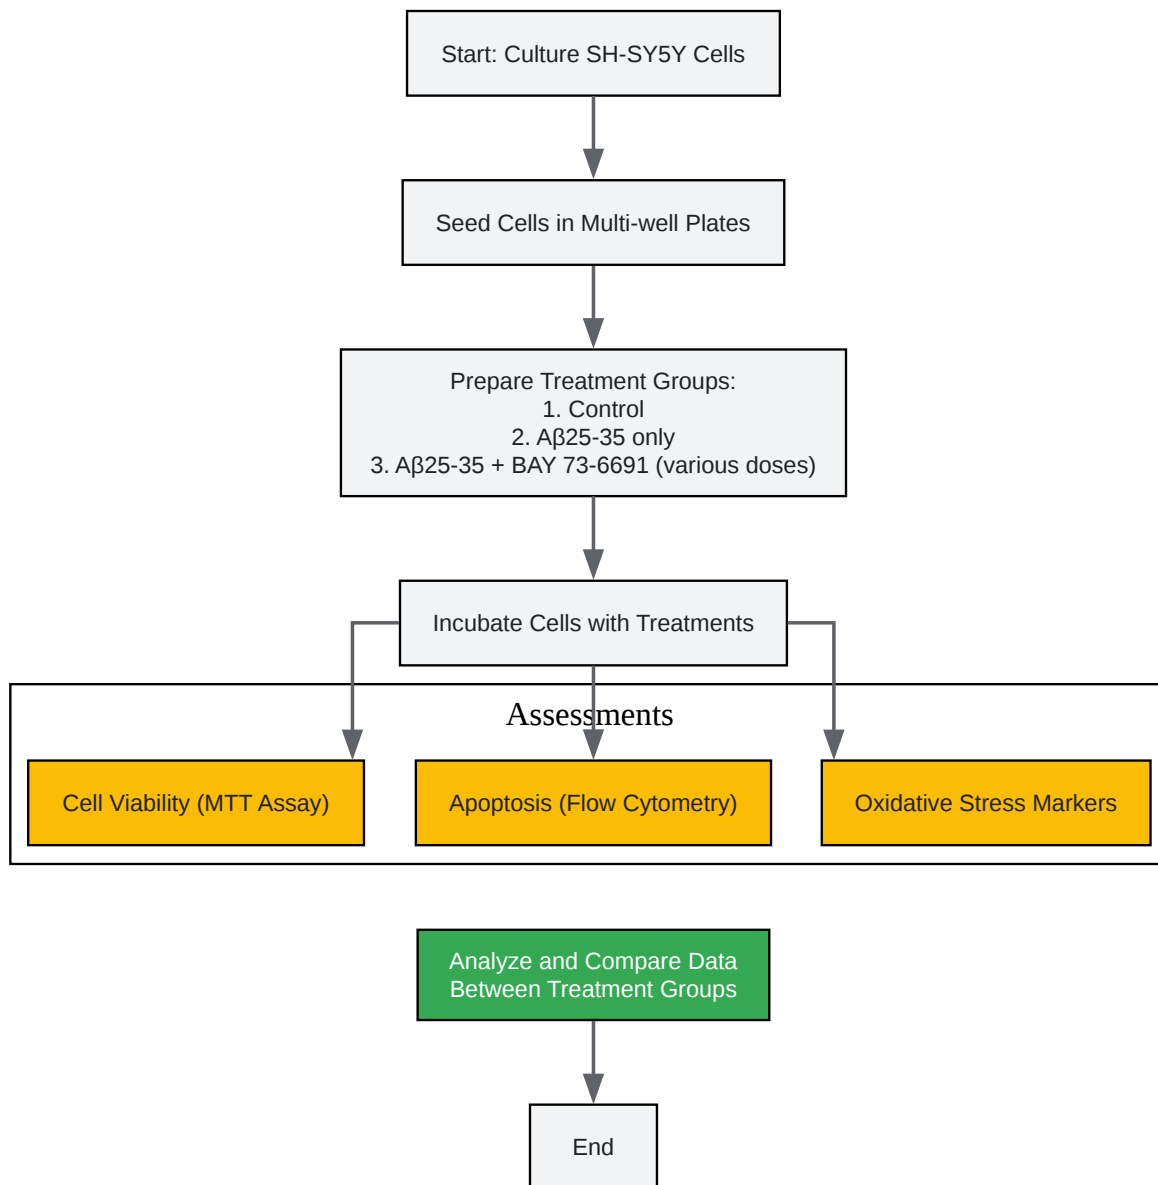 Start: Culture SH-SY5Y Cells
Seed Cells in Multi-well Plates
Prepare Treatment Groups:
1. Control
2. Aβ25-35 only
3. Aβ25-35 + BAY 73-6691 (various doses)
Incubate Cells with Treatments
Assessments
Cell Viability (MTT Assay)
Apoptosis (Flow Cytometry)
Oxidative Stress Markers
Analyze and Compare Data
Between Treatment Groups
End